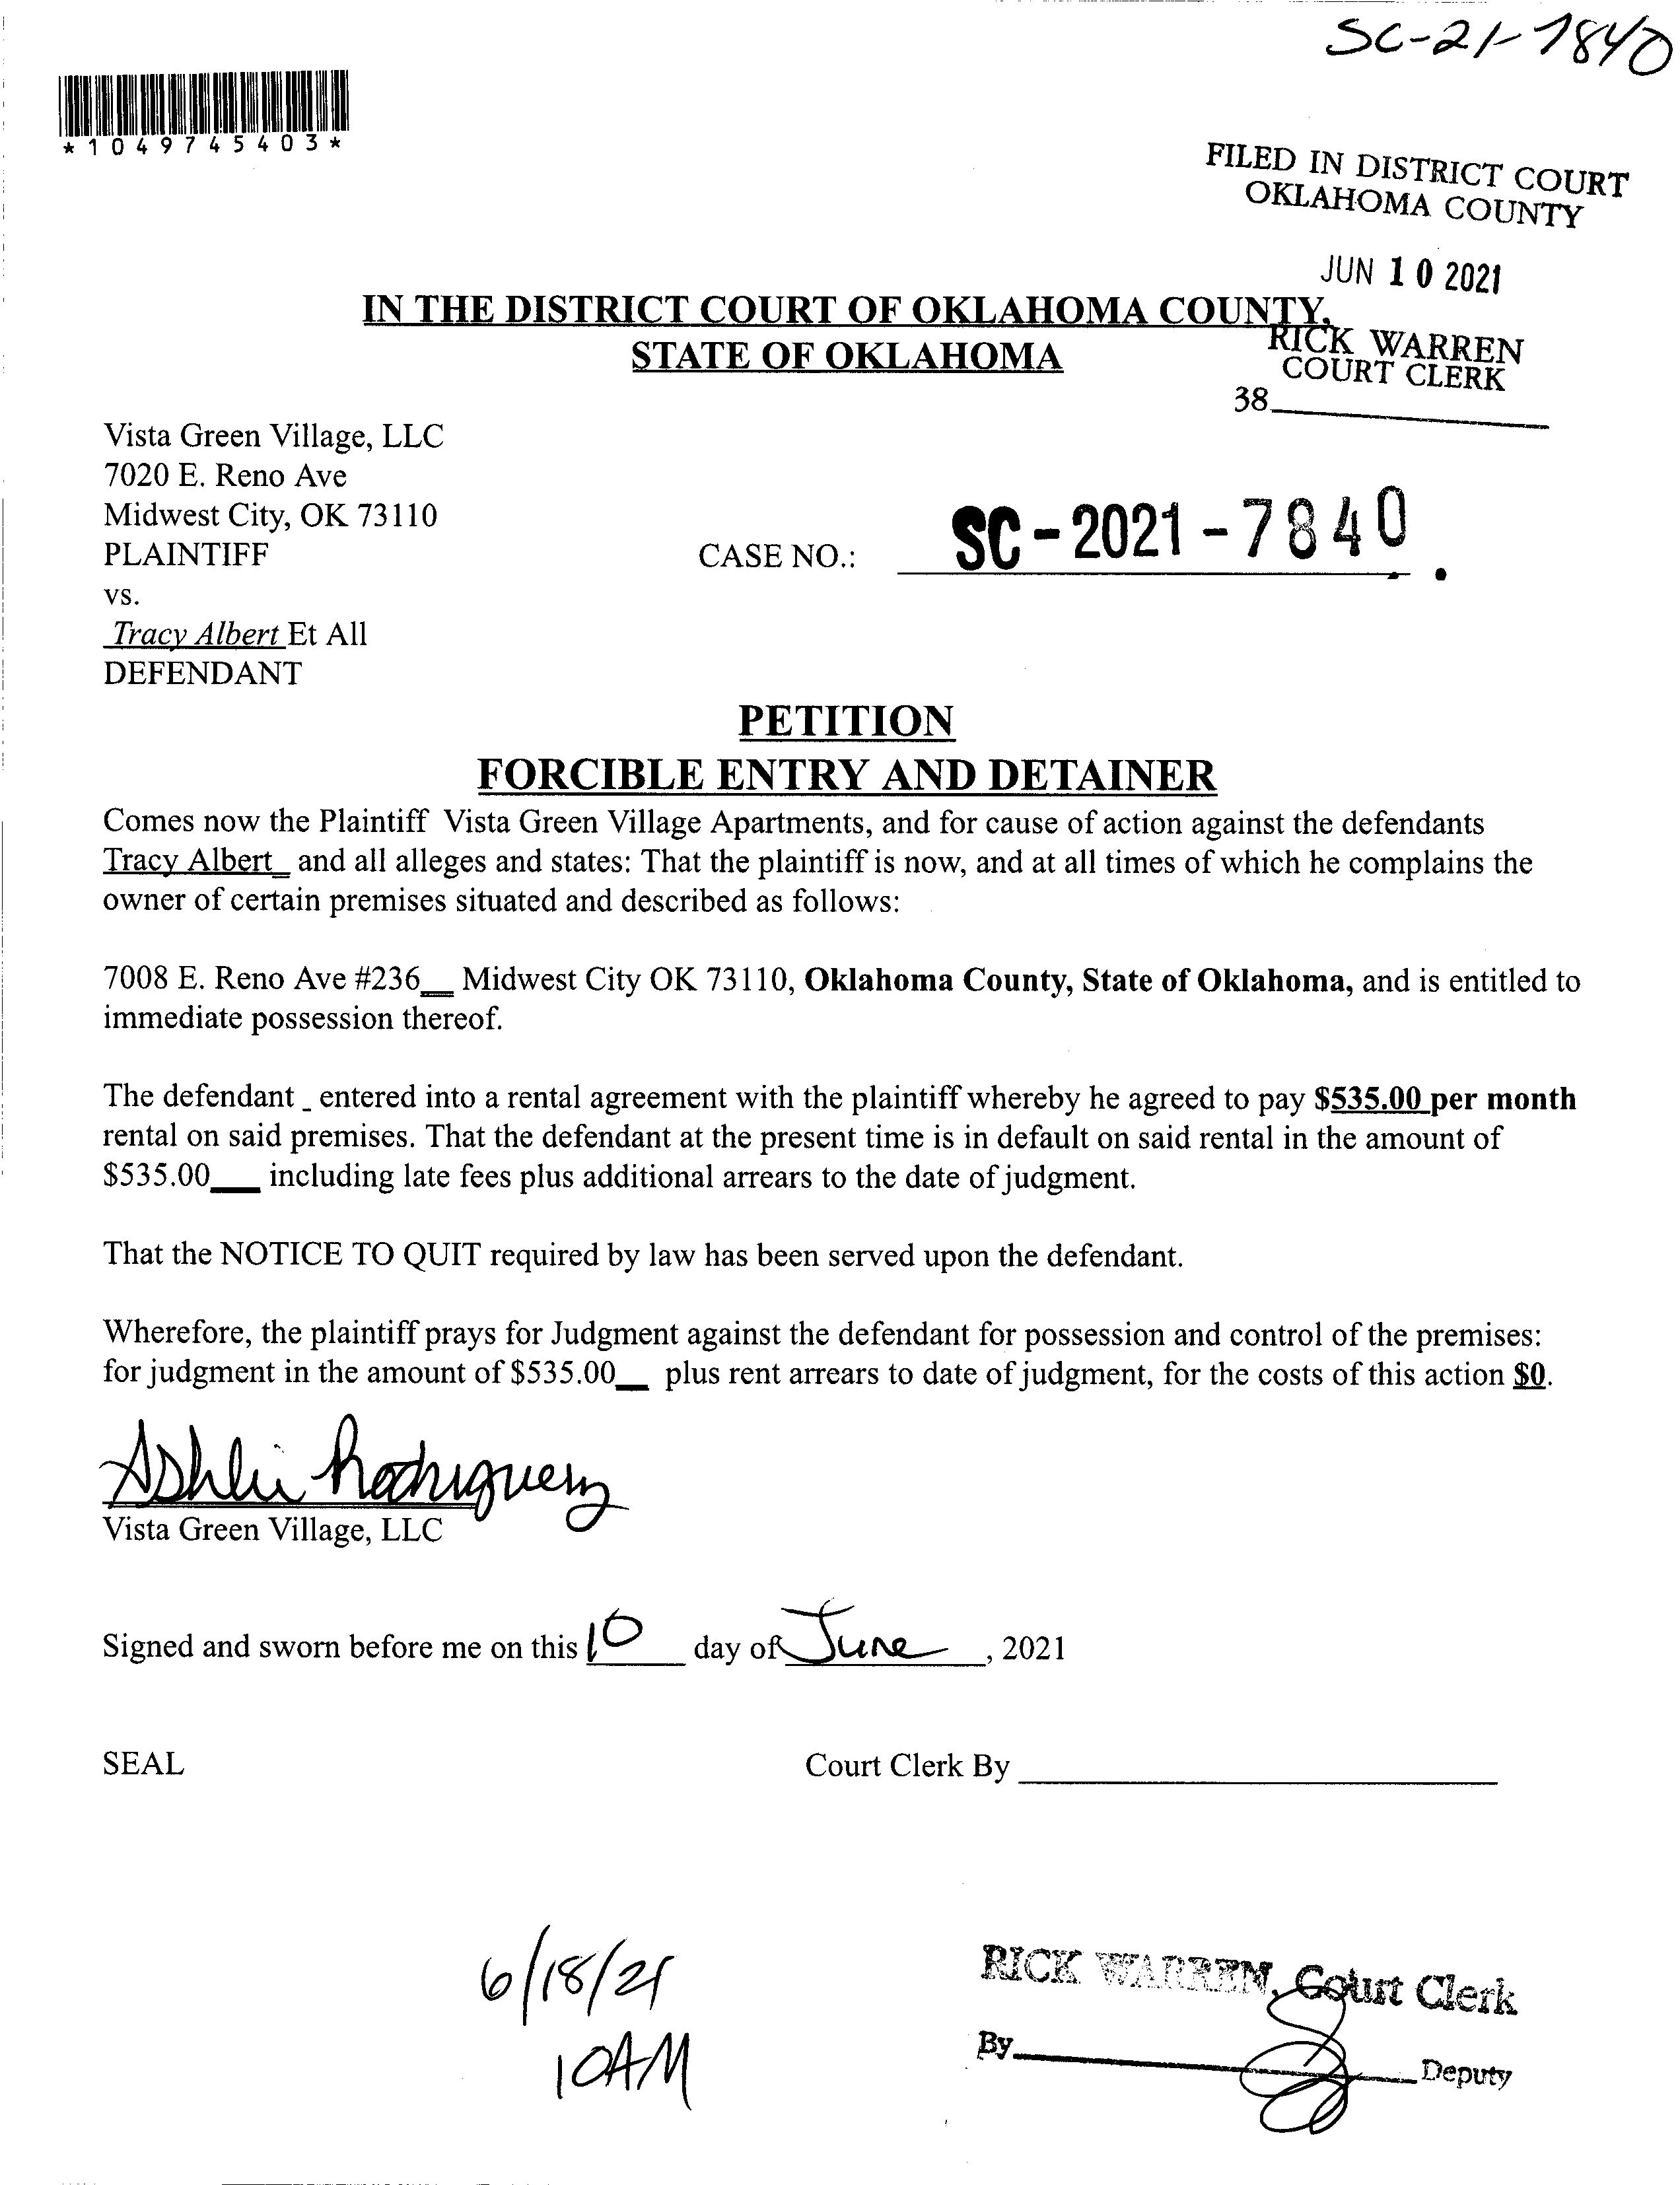 SC-21-7840
*1049745403*
FILED IN DISTRICT COURT
OKLAHOMA COUNTY
JUN 10 2021
IN THE DISTRICT COURT OF OKLAHOMA COUNTY,
STATE OF OKLAHOMA
RICK WARREN
COURT CLERK
38
Vista Green Village, LLC
7020 E. Reno Ave
Midwest City, OK 73110
PLAINTIFF
CASE NO.: SC-2021-7840
vs.
Tracy Albert Et All
DEFENDANT
PETITION
FORCIBLE ENTRY AND DETAINER
Comes now the Plaintiff Vista Green Village Apartments, and for cause of action against the defendants
Tracy Albert_ and all alleges and states: That the plaintiff is now, and at all times of which he complains the
owner of certain premises situated and described as follows:
7008 E. Reno Ave #236__ Midwest City OK 73110, Oklahoma County, State of Oklahoma, and is entitled to
immediate possession thereof.
The defendant _ entered into a rental agreement with the plaintiff whereby he agreed to pay $535.00 per month
rental on said premises. That the defendant at the present time is in default on said rental in the amount of
$535.00___ including late fees plus additional arrears to the date of judgment.
That the NOTICE TO QUIT required by law has been served upon the defendant.
Wherefore, the plaintiff prays for Judgment against the defendant for possession and control of the premises:
for judgment in the amount of $535.00__ plus rent arrears to date of judgment, for the costs of this action $0.
Ashlie Rodriguez
Vista Green Village, LLC
Signed and sworn before me on this 10 day of June, 2021
SEAL
Court Clerk By
6/18/21
10AM
RICK WARREN, Court Clerk
By
Deputy